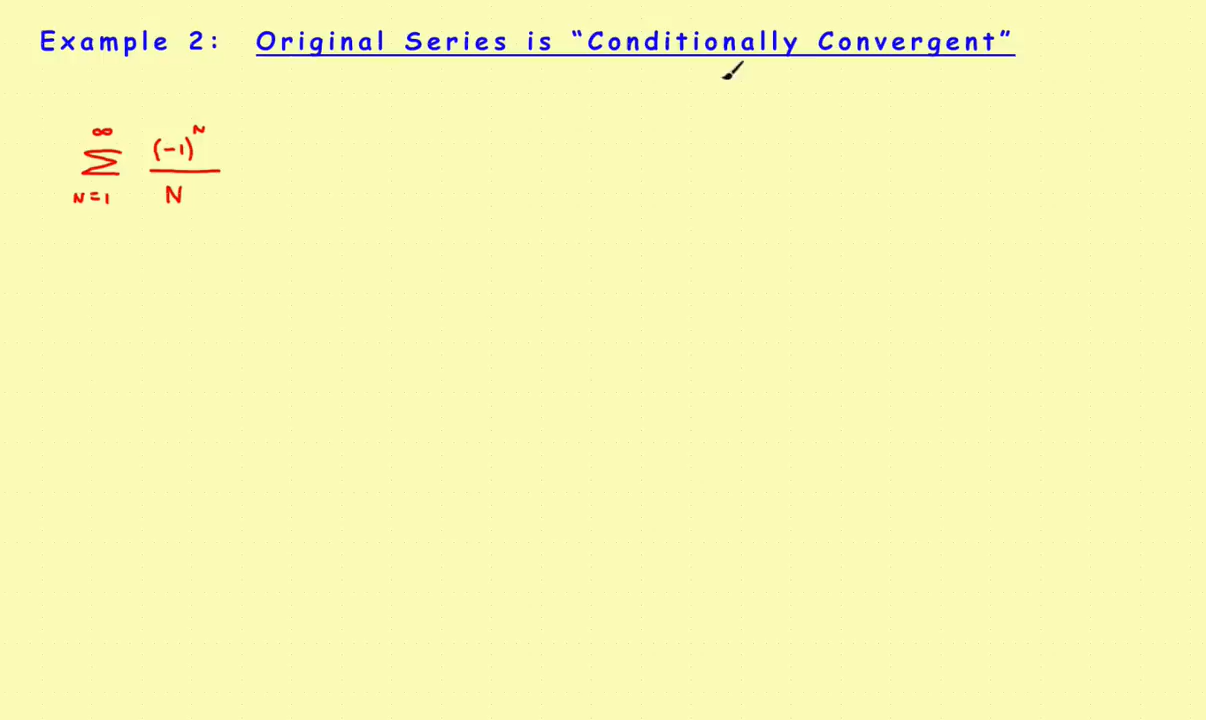 Example 2: Original Series is “Conditionally Convergent”
∞
Σ (-1)^N / N
N=1